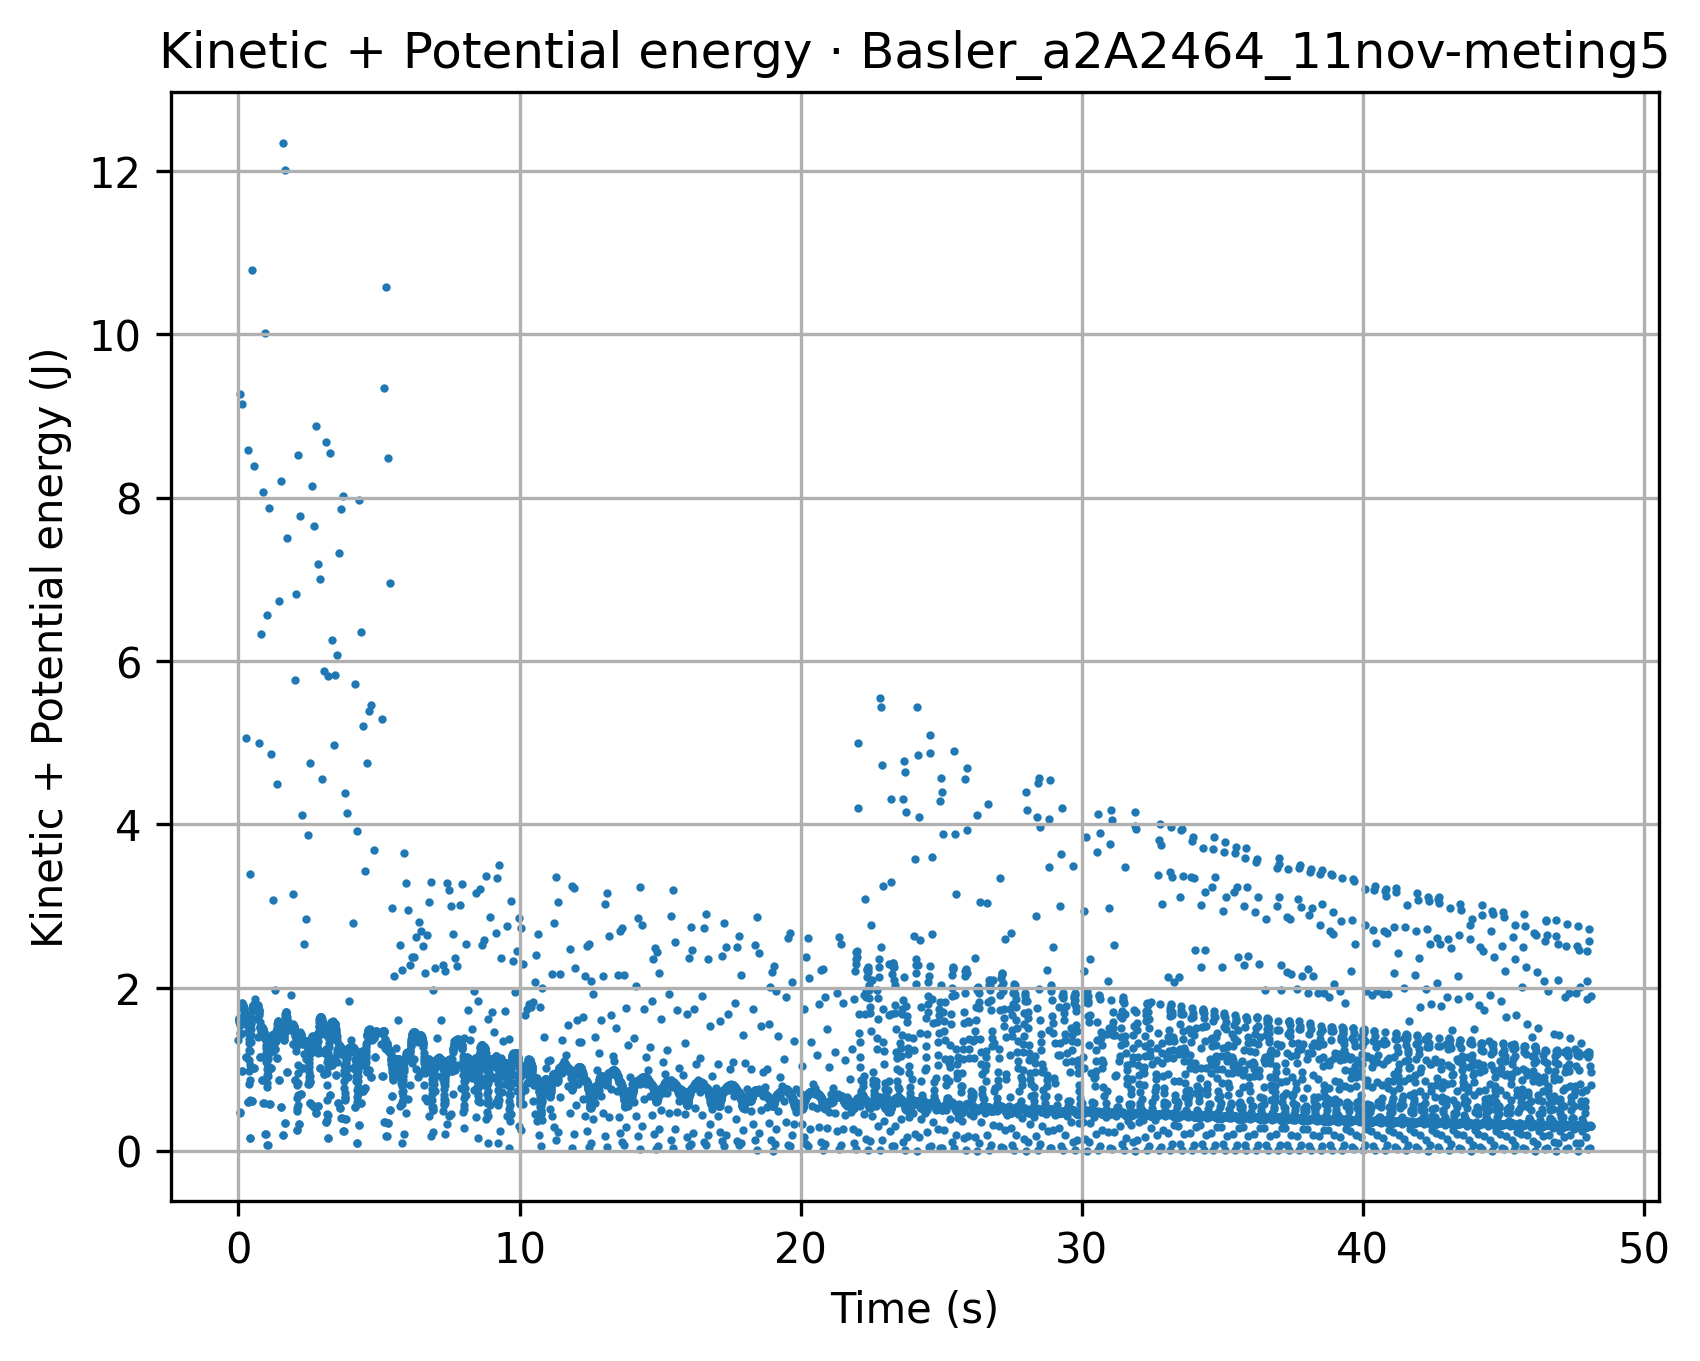 Kinetic + Potential energy · Basler_a2A2464_11nov-meting5
Kinetic + Potential energy (J)
12
10
8
6
4
2
0
0 10 20 30 40 50
Time (s)